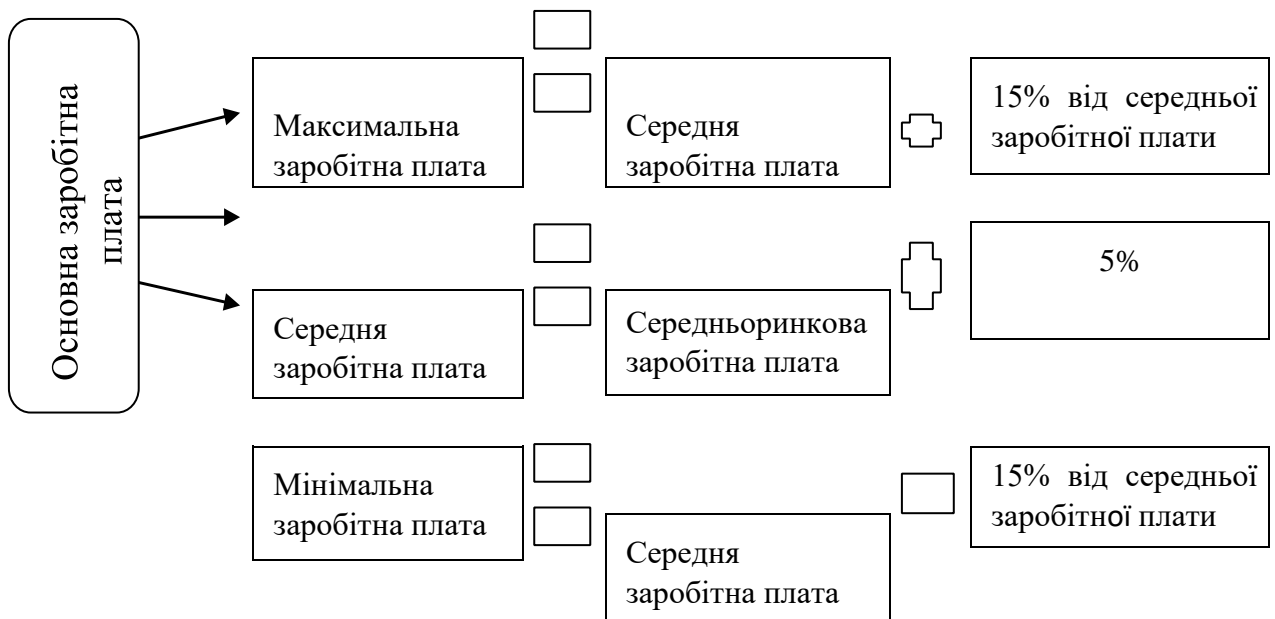 Основна заробітна
плата
Максимальна
заробітна плата
Середня
заробітна плата
15% від середньої
заробітної плати
Середня
заробітна плата
Середньоринкова
заробітна плата
5%
Мінімальна
заробітна плата
Середня
заробітна плата
15% від середньої
заробітної плати